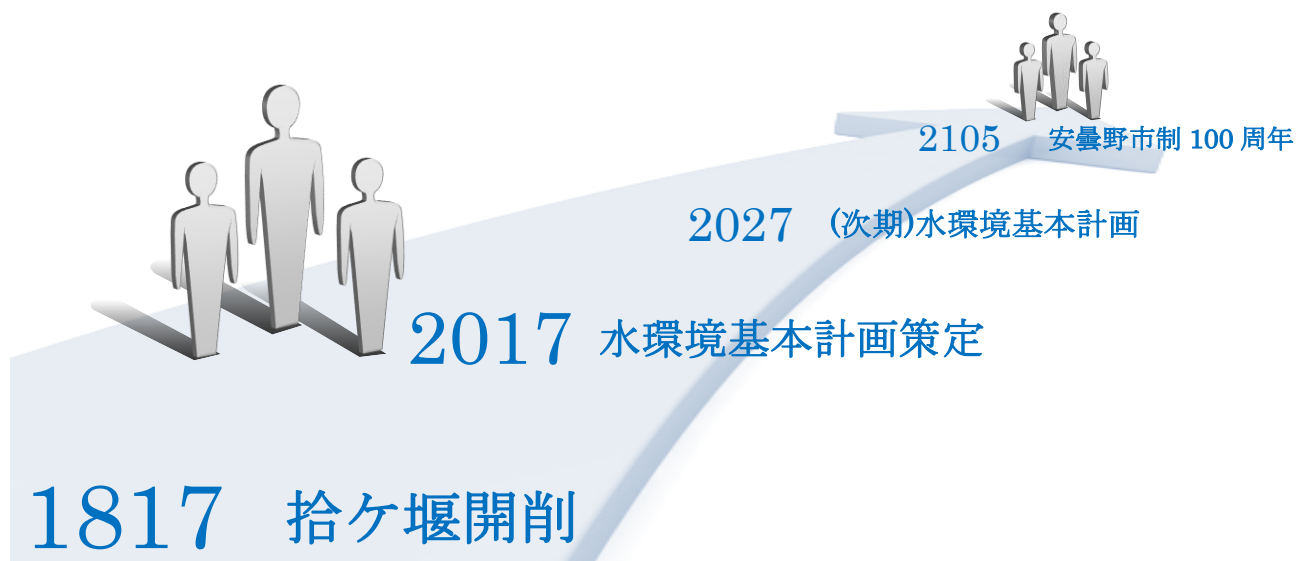 2105 安曇野市制 100 周年
2027 (次期)水環境基本計画
2017 水環境基本計画策定
1817 拾ケ堰開削